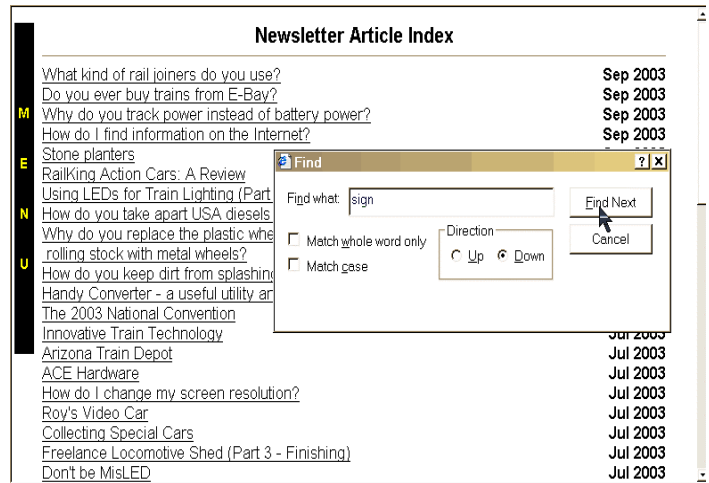 Newsletter Article Index
What kind of rail joiners do you use? Sep 2003
Do you ever buy trains from E-Bay? Sep 2003
Why do you track power instead of battery power? Sep 2003
How do I find information on the Internet? Sep 2003
Stone planters
RailKing Action Cars: A Review
Using LEDs for Train Lighting (Part
How do you take apart USA diesels
Why do you replace the plastic whe
rolling stock with metal wheels?
How do you keep dirt from splashing
Handy Converter - a useful utility an
The 2003 National Convention
Innovative Train Technology Jul 2003
Arizona Train Depot Jul 2003
ACE Hardware Jul 2003
How do I change my screen resolution? Jul 2003
Roy's Video Car Jul 2003
Collecting Special Cars Jul 2003
Freelance Locomotive Shed (Part 3 - Finishing) Jul 2003
Don't be MisLED Jul 2003
MENU
Find
Find what: sign
Find Next
Match whole word only
Match case
Direction
Up Down
Cancel